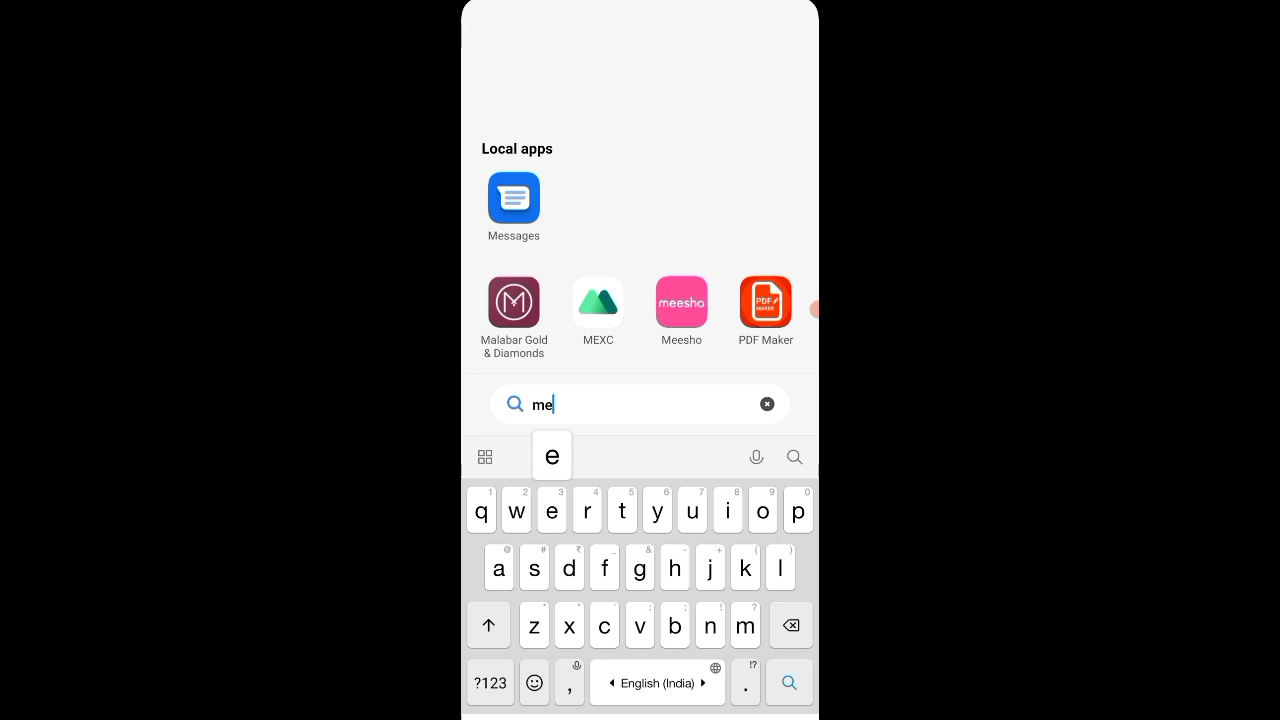 Local apps
Messages
meesho
PDF
MAKER
Malabar Gold
& Diamonds
MEXC
Meesho
PDF Maker
me
e
1 2 3 4 5 6 7 8 9 0
q w e r t y u i o p
@ # ₹ _ & - + ( )
a s d f g h j k l
* " ' : ; ! ?
z x c v b n m
!?
?123 , English (India) .